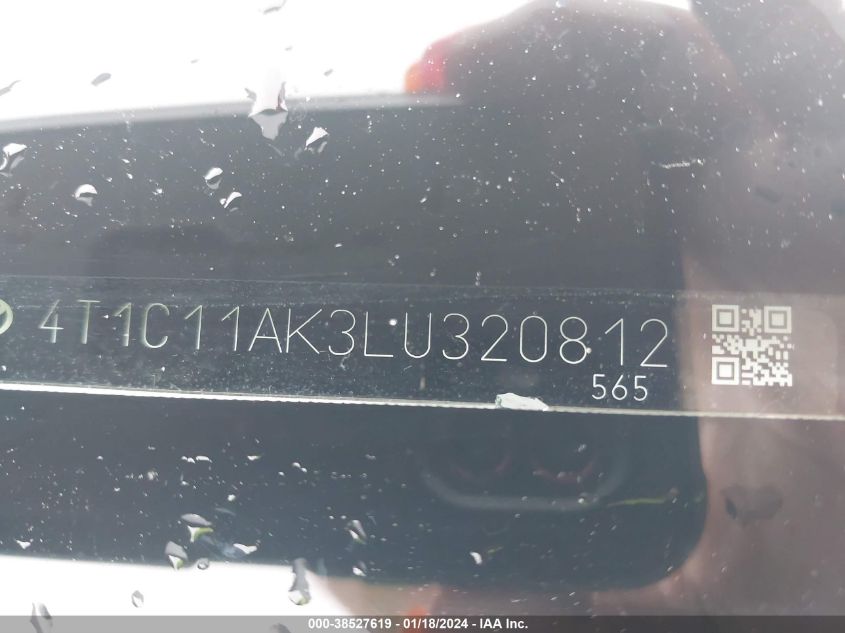 4T1C11AK3LU320812
565
000-38527619 - 01/18/2024 - IAA Inc.